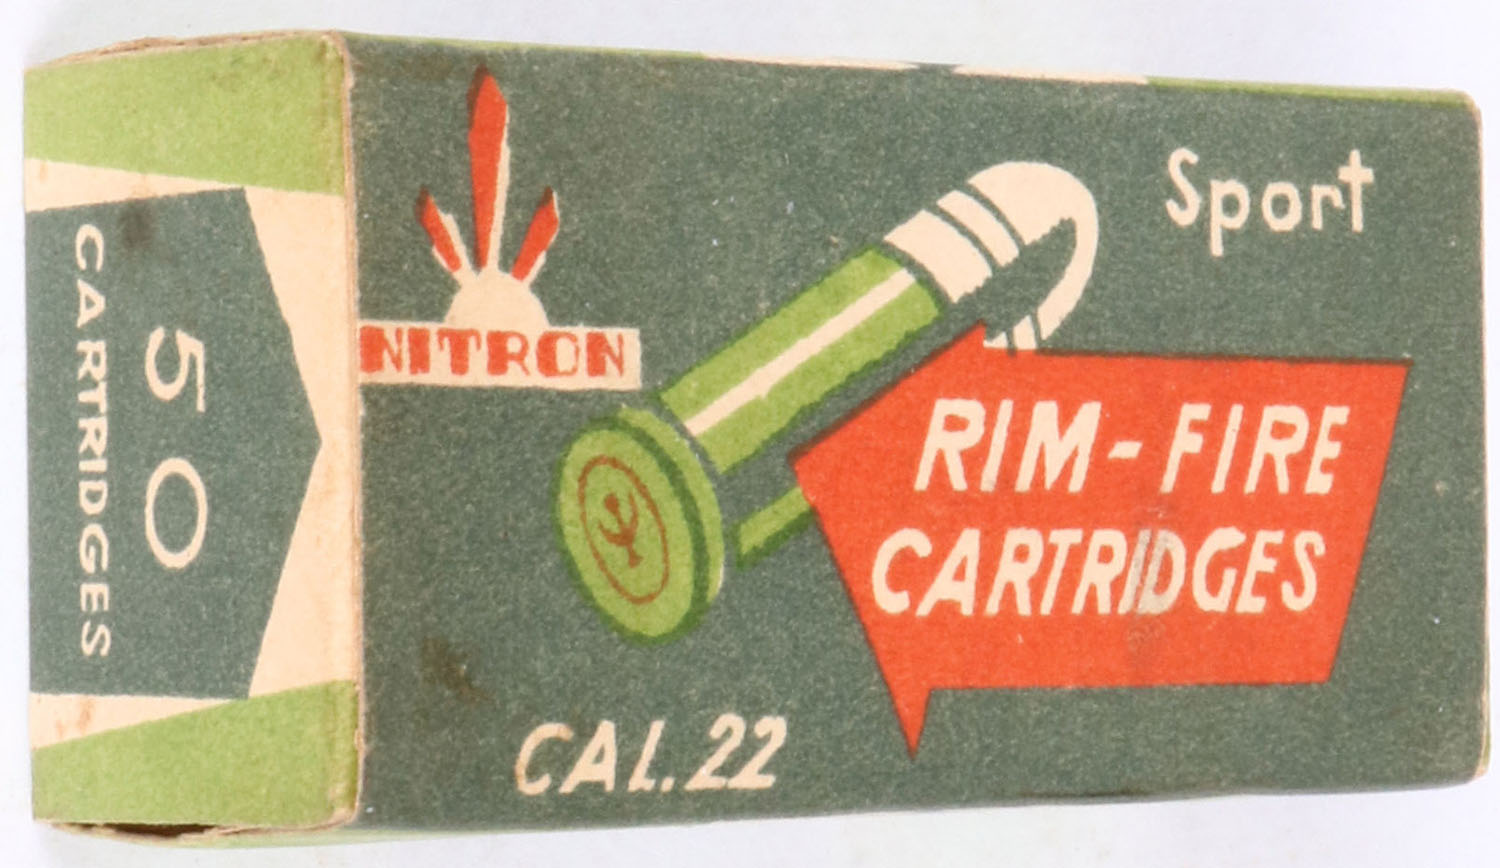 50
CARTRIDGES
NITRON
Sport
RIM-FIRE
CARTRIDGES
CAL.22